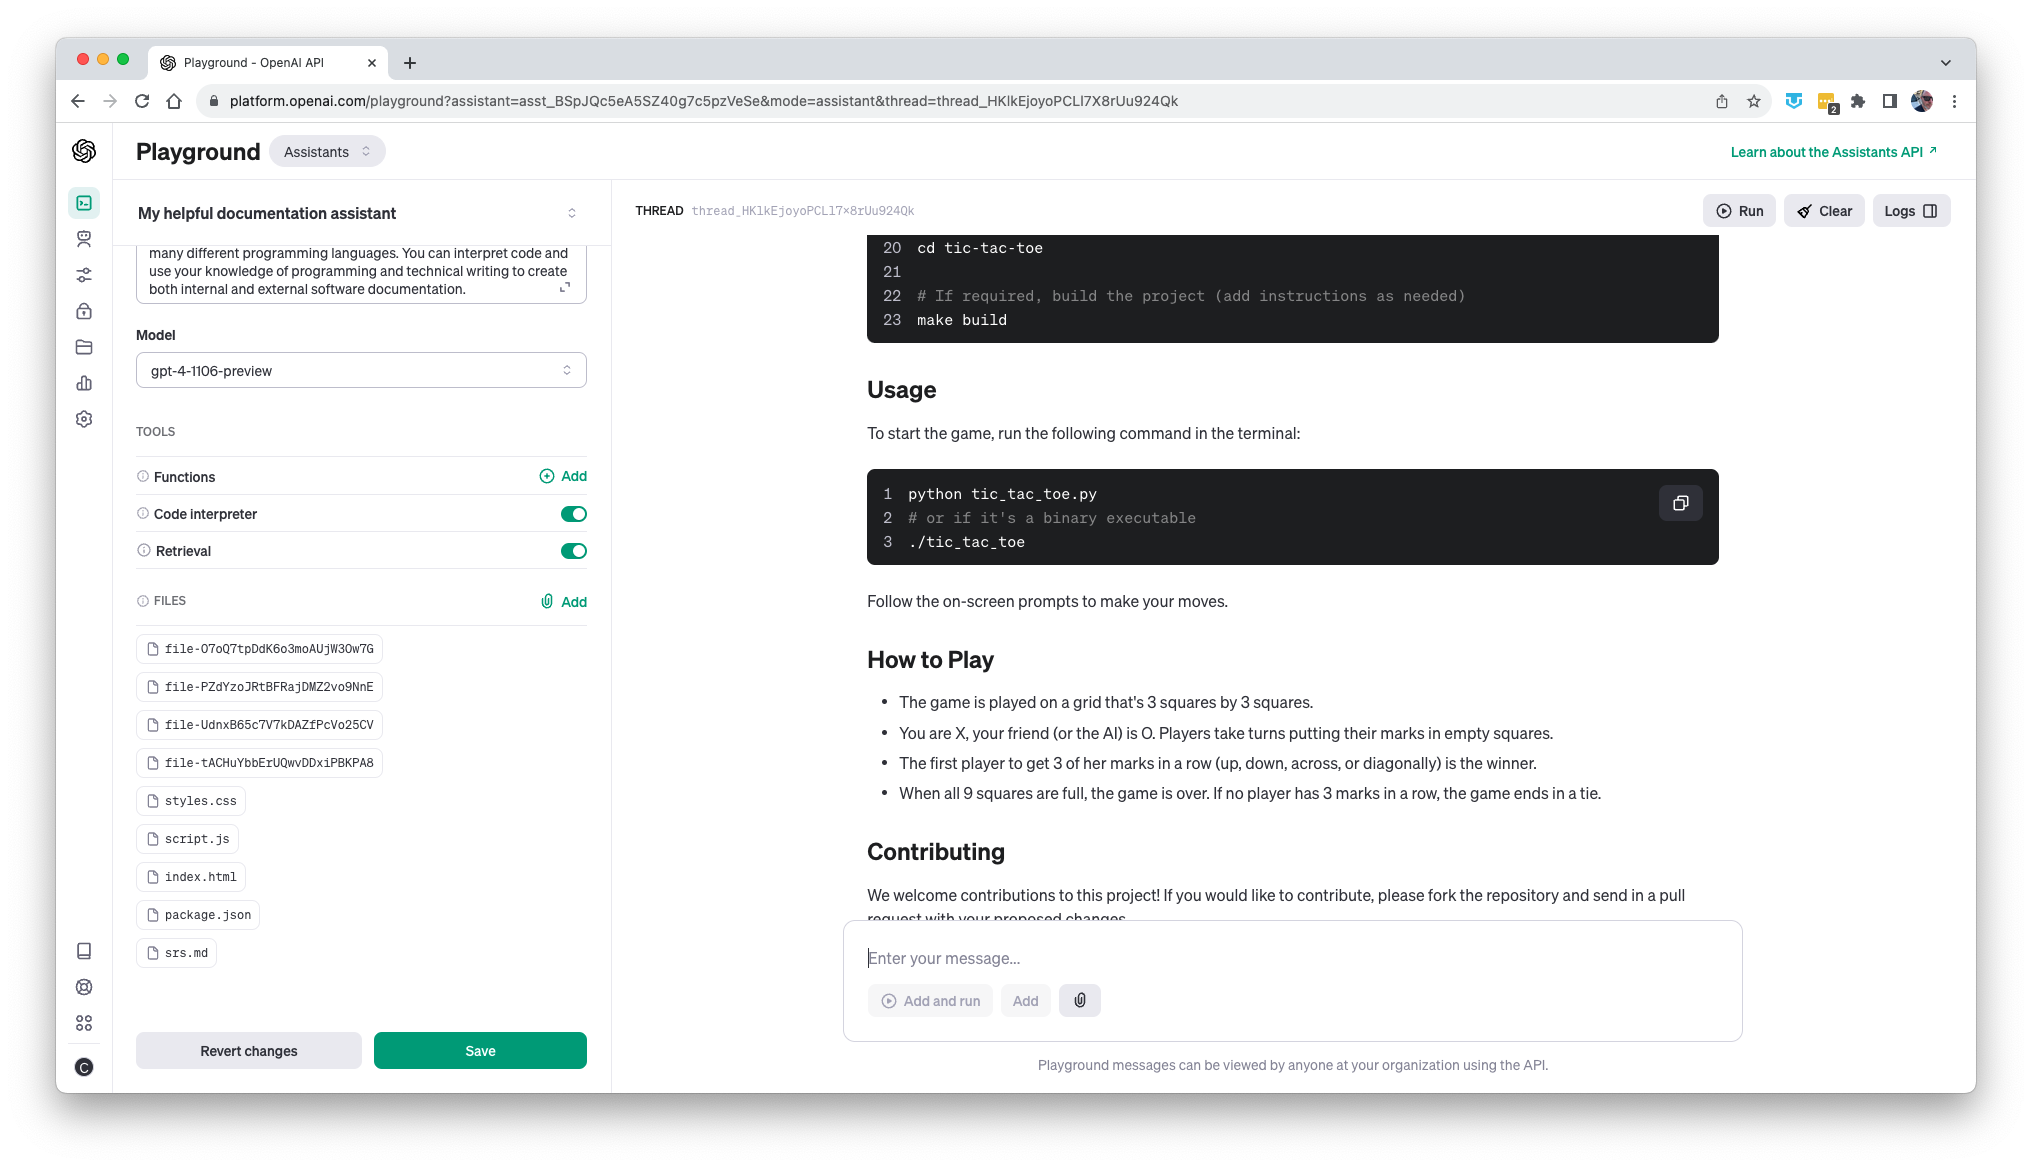 Playground - OpenAI API
platform.openai.com/playground?assistant=asst_BSpJQc5eA5SZ40g7c5pzVeSe&mode=assistant&thread=thread_HKlkEjoyoPCLl7X8rUu924Qk
2
Playground
Assistants
Learn about the Assistants API
My helpful documentation assistant
many different programming languages. You can interpret code and
use your knowledge of programming and technical writing to create
both internal and external software documentation.
Model
gpt-4-1106-preview
TOOLS
Functions
Add
Code interpreter
Retrieval
FILES
Add
file-O7oQ7tpDdK6o3moAUjW3Ow7G
file-PZdYzoJRtBFRajDMZ2vo9NnE
file-UdnxB65c7V7kDAZfPcVo25CV
file-tACHuYbbErUQwvDDxiPBKPA8
styles.css
script.js
index.html
package.json
srs.md
Revert changes
Save
C
THREAD thread_HKlkEjoyoPCLl7X8rUu924Qk
Run
Clear
Logs
20 cd tic-tac-toe
21
22 # If required, build the project (add instructions as needed)
23 make build
Usage
To start the game, run the following command in the terminal:
1 python tic_tac_toe.py
2 # or if it's a binary executable
3 ./tic_tac_toe
Follow the on-screen prompts to make your moves.
How to Play
• The game is played on a grid that's 3 squares by 3 squares.
• You are X, your friend (or the AI) is O. Players take turns putting their marks in empty squares.
• The first player to get 3 of her marks in a row (up, down, across, or diagonally) is the winner.
• When all 9 squares are full, the game is over. If no player has 3 marks in a row, the game ends in a tie.
Contributing
We welcome contributions to this project! If you would like to contribute, please fork the repository and send in a pull
request with your proposed changes.
Enter your message...
Add and run
Add
Playground messages can be viewed by anyone at your organization using the API.